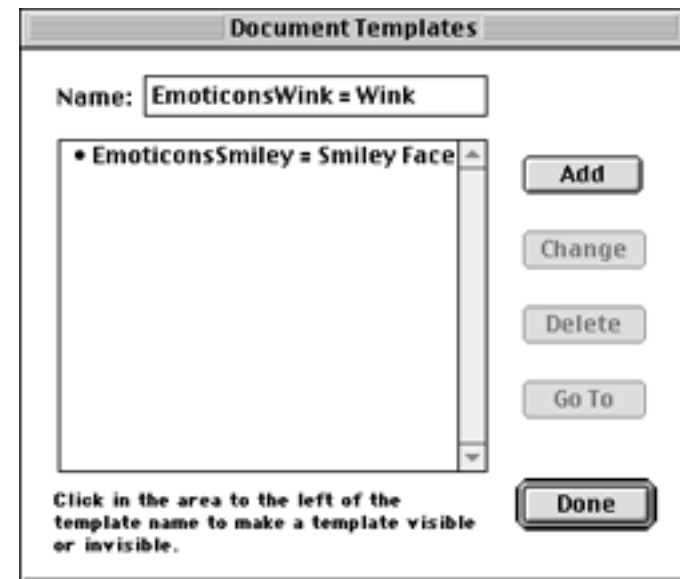 Document Templates
Name: EmoticonsWink = Wink
• EmoticonsSmiley = Smiley Face
Add
Change
Delete
Go To
Done
Click in the area to the left of the
template name to make a template visible
or invisible.